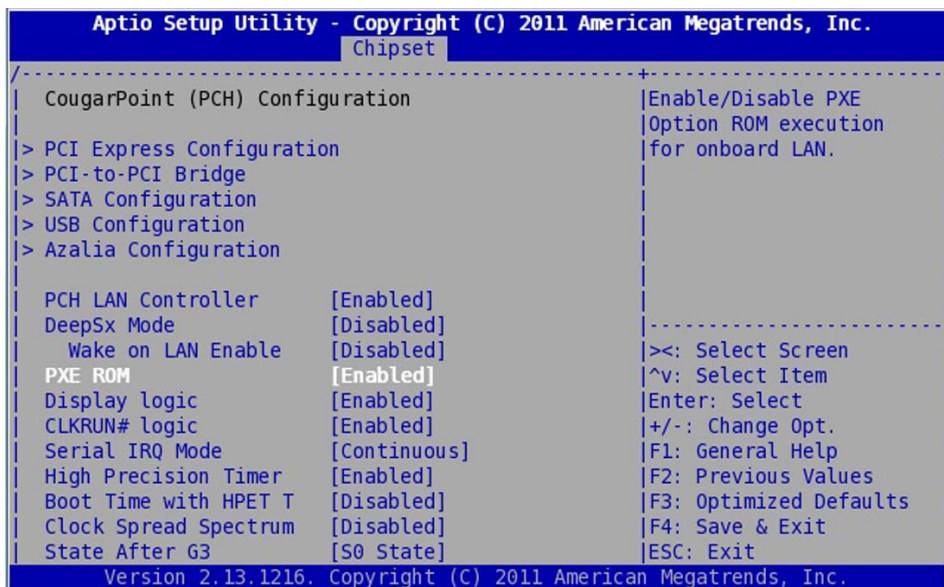 Aptio Setup Utility - Copyright (C) 2011 American Megatrends, Inc.
Chipset
/----------------------------------------------------+-------------------------
CougarPoint (PCH) Configuration
|> PCI Express Configuration
|> PCI-to-PCI Bridge
|> SATA Configuration
|> USB Configuration
|> Azalia Configuration
PCH LAN Controller [Enabled]
DeepSx Mode [Disabled]
Wake on LAN Enable [Disabled]
PXE ROM [Enabled]
Display logic [Enabled]
CLKRUN# logic [Enabled]
Serial IRQ Mode [Continuous]
High Precision Timer [Enabled]
Boot Time with HPET T [Disabled]
Clock Spread Spectrum [Disabled]
State After G3 [S0 State]
|Enable/Disable PXE
|Option ROM execution
|for onboard LAN.
|-------------------------
|><: Select Screen
|^v: Select Item
|Enter: Select
|+/-: Change Opt.
|F1: General Help
|F2: Previous Values
|F3: Optimized Defaults
|F4: Save & Exit
|ESC: Exit
Version 2.13.1216. Copyright (C) 2011 American Megatrends, Inc.